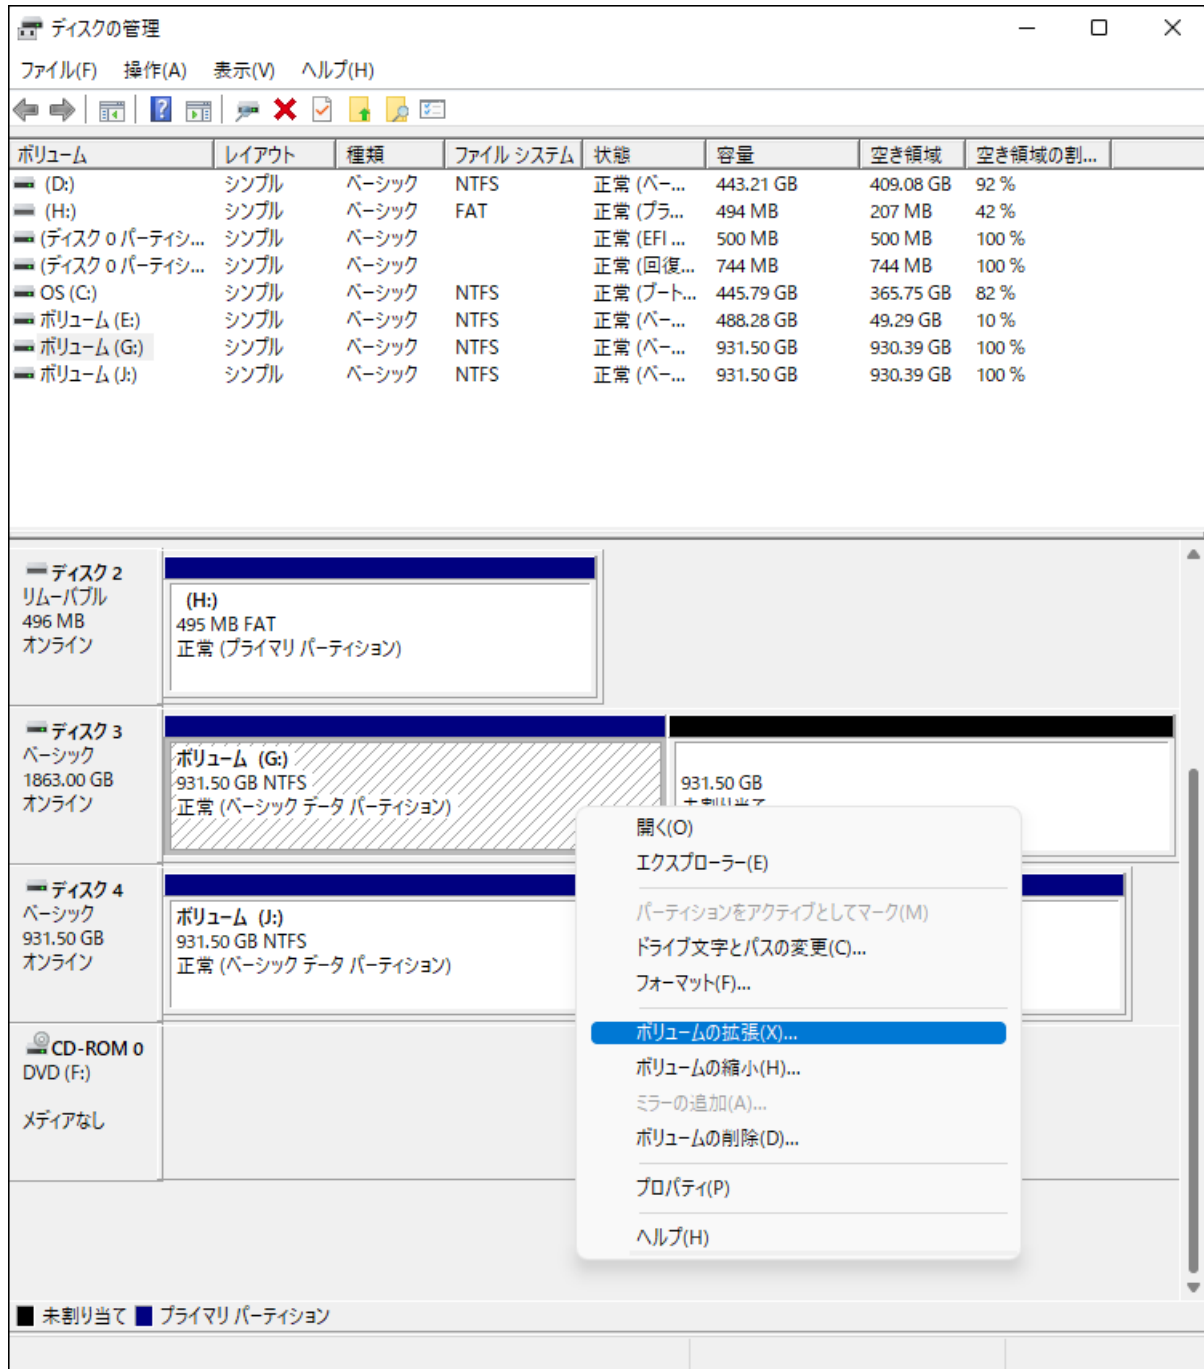 ディスクの管理
ファイル(F) 操作(A) 表示(V) ヘルプ(H)
ボリューム レイアウト 種類 ファイル システム 状態 容量 空き領域 空き領域の割...
(D:) シンプル ベーシック NTFS 正常 (ベー... 443.21 GB 409.08 GB 92 %
(H:) シンプル ベーシック FAT 正常 (プラ... 494 MB 207 MB 42 %
(ディスク 0 パーティシ... シンプル ベーシック 正常 (EFI ... 500 MB 500 MB 100 %
(ディスク 0 パーティシ... シンプル ベーシック 正常 (回復... 744 MB 744 MB 100 %
OS (C:) シンプル ベーシック NTFS 正常 (ブート... 445.79 GB 365.75 GB 82 %
ボリューム (E:) シンプル ベーシック NTFS 正常 (ベー... 488.28 GB 49.29 GB 10 %
ボリューム (G:) シンプル ベーシック NTFS 正常 (ベー... 931.50 GB 930.39 GB 100 %
ボリューム (J:) シンプル ベーシック NTFS 正常 (ベー... 931.50 GB 930.39 GB 100 %
ディスク 2
リムーバブル
496 MB
オンライン
(H:)
495 MB FAT
正常 (プライマリ パーティション)
ディスク 3
ベーシック
1863.00 GB
オンライン
ボリューム (G:)
931.50 GB NTFS
正常 (ベーシック データ パーティション)
931.50 GB
未割り当て
ディスク 4
ベーシック
931.50 GB
オンライン
ボリューム (J:)
931.50 GB NTFS
正常 (ベーシック データ パーティション)
CD-ROM 0
DVD (F:)
メディアなし
開く(O)
エクスプローラー(E)
パーティションをアクティブとしてマーク(M)
ドライブ文字とパスの変更(C)...
フォーマット(F)...
ボリュームの拡張(X)...
ボリュームの縮小(H)...
ミラーの追加(A)...
ボリュームの削除(D)...
プロパティ(P)
ヘルプ(H)
未割り当て プライマリ パーティション